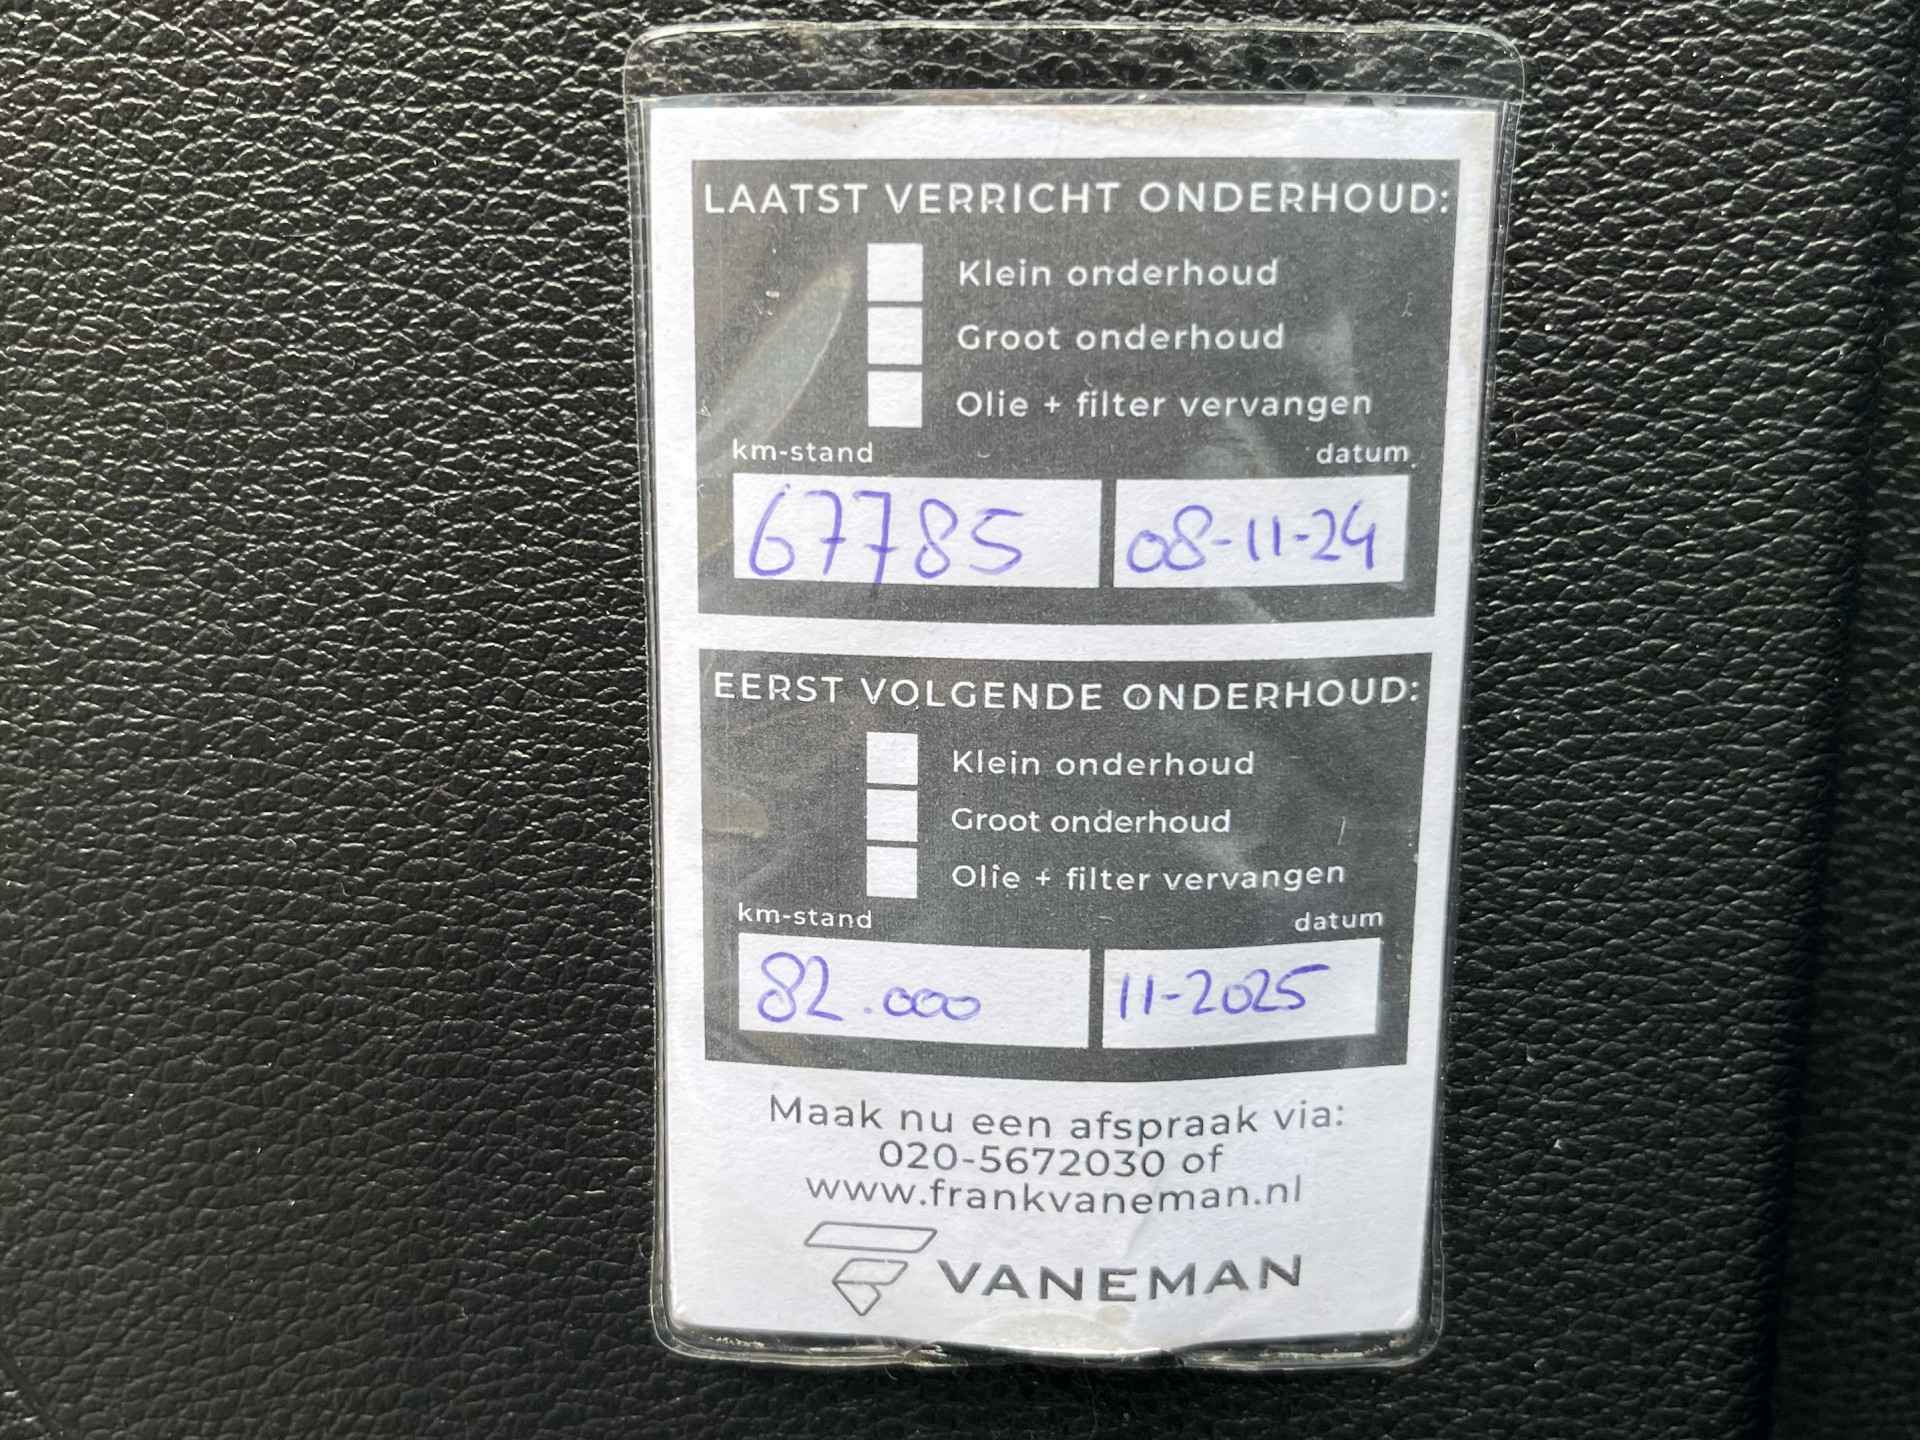 LAATST VERRICHT ONDERHOUD:
Klein onderhoud
Groot onderhoud
Olie + filter vervangen
km-stand datum
67785 08-11-24
EERST VOLGENDE ONDERHOUD:
Klein onderhoud
Groot onderhoud
Olie + filter vervangen
km-stand datum
82.000 11-2025
Maak nu een afspraak via:
020-5672030 of
www.frankvaneman.nl
VANEMAN